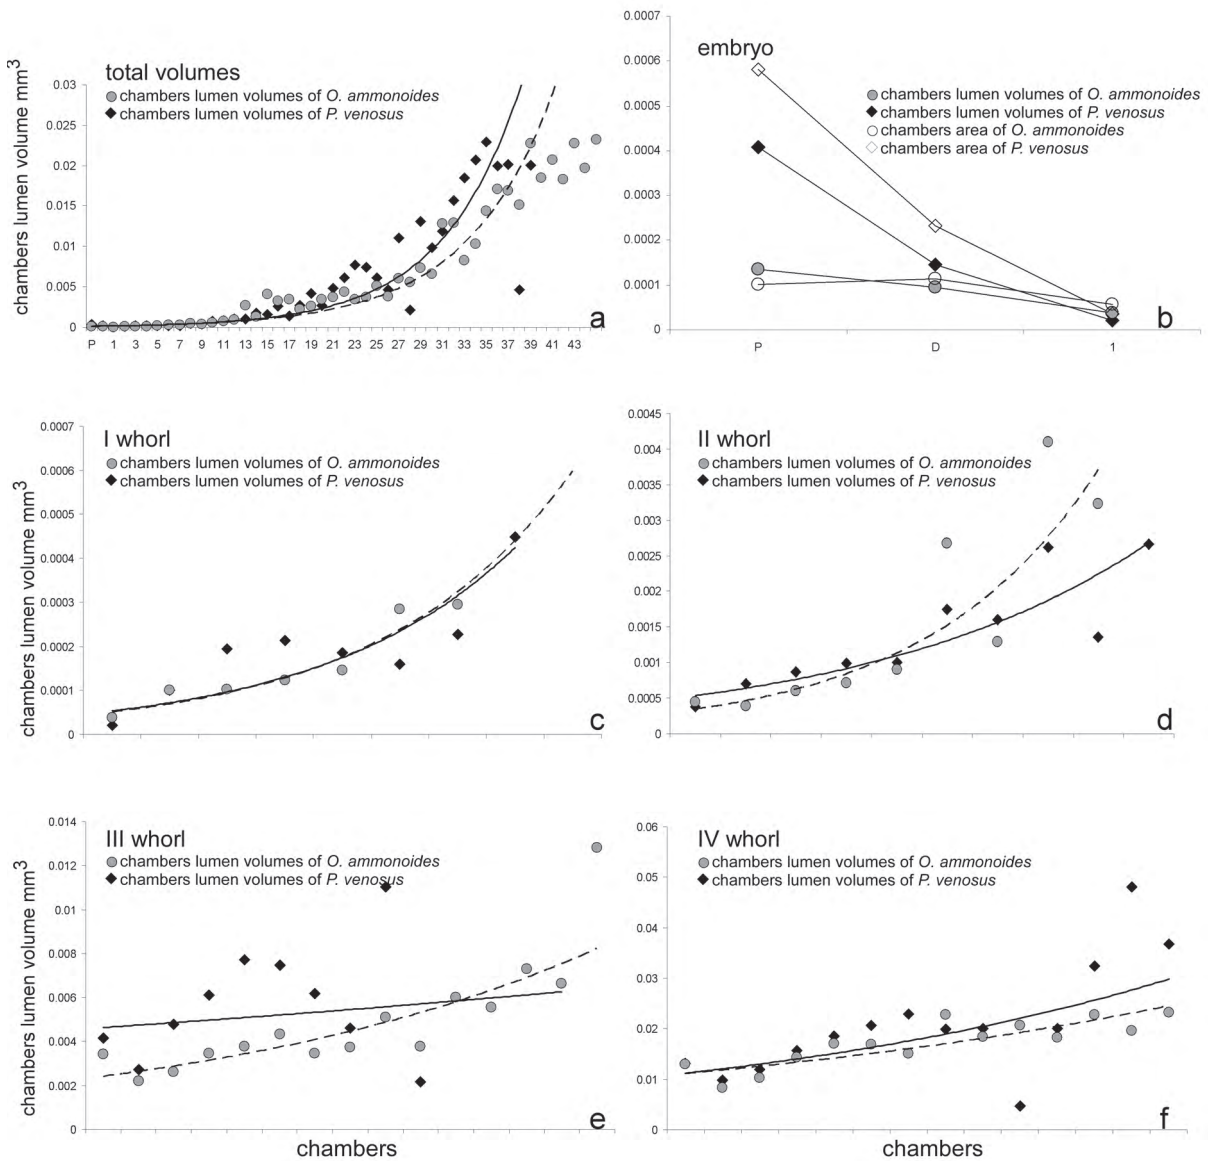 total volumes
chambers lumen volumes of O. ammonoides
chambers lumen volumes of P. venosus
chambers lumen volume mm3
0.03
0.025
0.02
0.015
0.01
0.005
0
P 1 3 5 7 9 11 13 15 17 19 21 23 25 27 29 31 33 35 37 39 41 43
a
embryo
chambers lumen volumes of O. ammonoides
chambers lumen volumes of P. venosus
chambers area of O. ammonoides
chambers area of P. venosus
0.0007
0.0006
0.0005
0.0004
0.0003
0.0002
0.0001
0
P D 1
b
I whorl
chambers lumen volumes of O. ammonoides
chambers lumen volumes of P. venosus
chambers lumen volume mm3
0.0007
0.0006
0.0005
0.0004
0.0003
0.0002
0.0001
0
c
II whorl
chambers lumen volumes of O. ammonoides
chambers lumen volumes of P. venosus
0.0045
0.004
0.0035
0.003
0.0025
0.002
0.0015
0.001
0.0005
0
d
III whorl
chambers lumen volumes of O. ammonoides
chambers lumen volumes of P. venosus
chambers lumen volume mm3
0.014
0.012
0.01
0.008
0.006
0.004
0.002
0
e
chambers
IV whorl
chambers lumen volumes of O. ammonoides
chambers lumen volumes of P. venosus
0.06
0.05
0.04
0.03
0.02
0.01
0
f
chambers